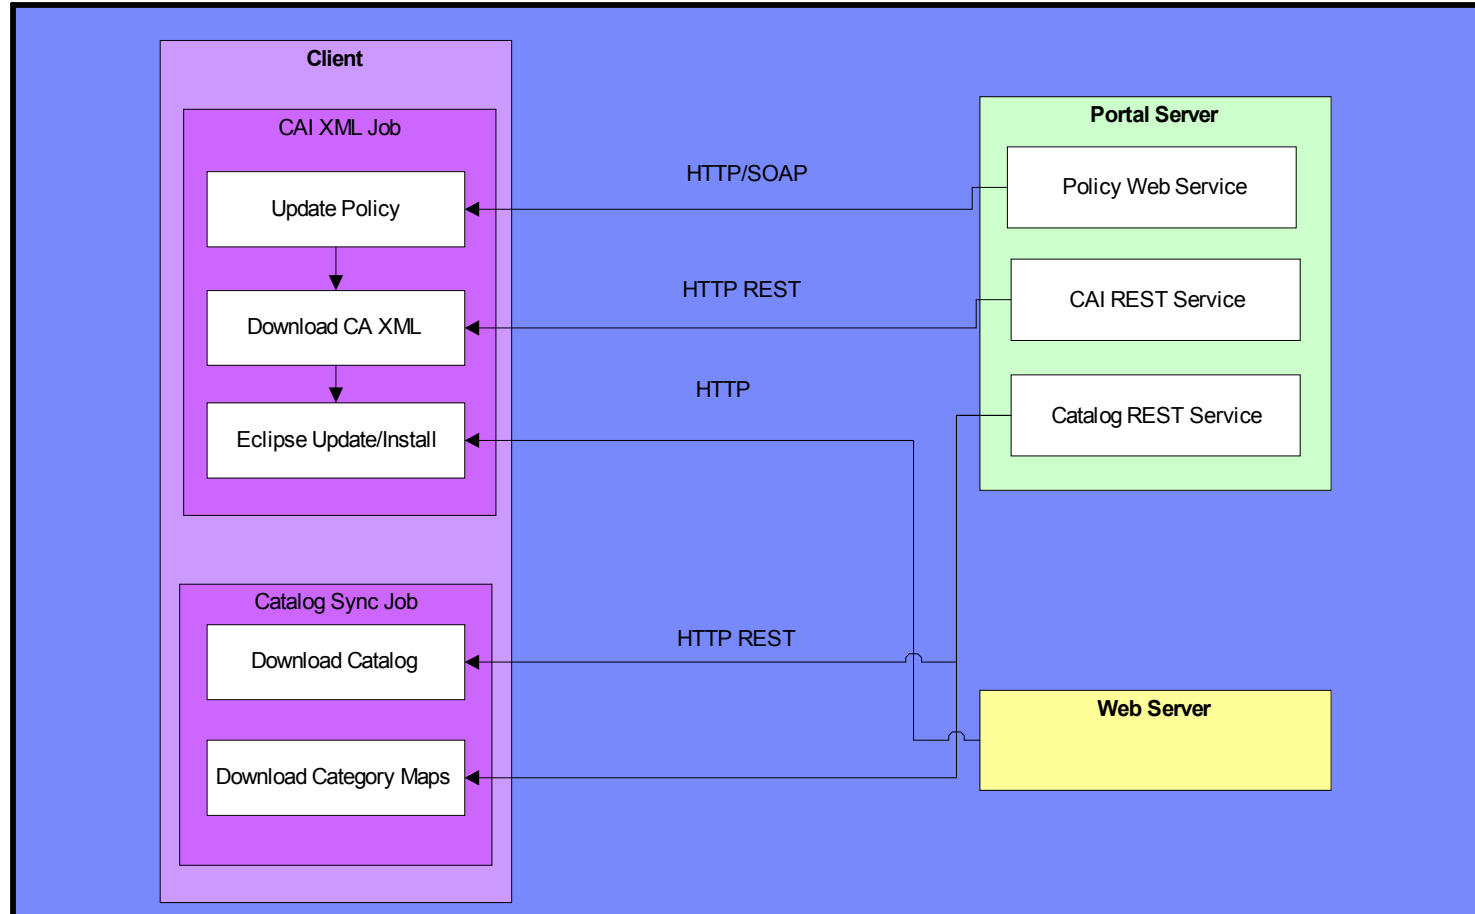 Client
CAI XML Job
Update Policy
Download CA XML
Eclipse Update/Install
Catalog Sync Job
Download Catalog
Download Category Maps
HTTP/SOAP
HTTP REST
HTTP
HTTP REST
Portal Server
Policy Web Service
CAI REST Service
Catalog REST Service
Web Server